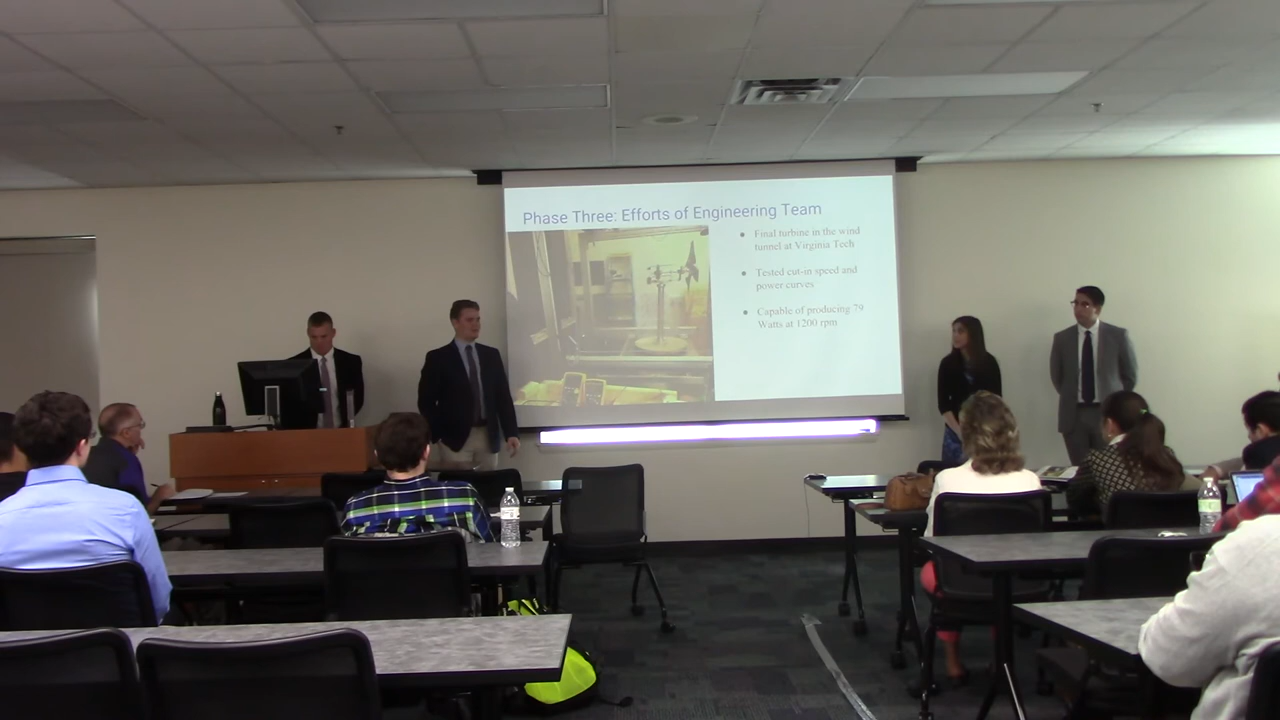 Phase Three: Efforts of Engineering Team
● Final turbine in the wind
tunnel at Virginia Tech
● Tested cut-in speed and
power curves
● Capable of producing 79
Watts at 1200 rpm